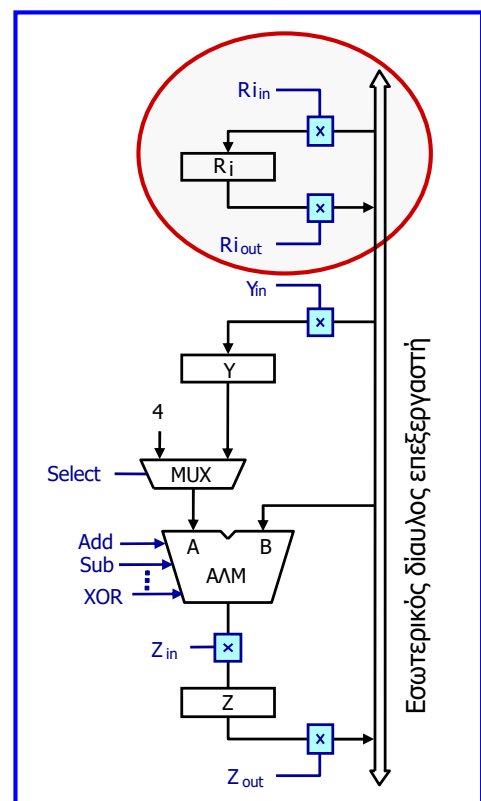 Ri in
Ri
Ri out
Yin
Y
4
Select
MUX
Add
Sub
XOR
A
B
ΑΛΜ
Z in
Z
Z out
Εσωτερικός δίαυλος επεξεργαστή